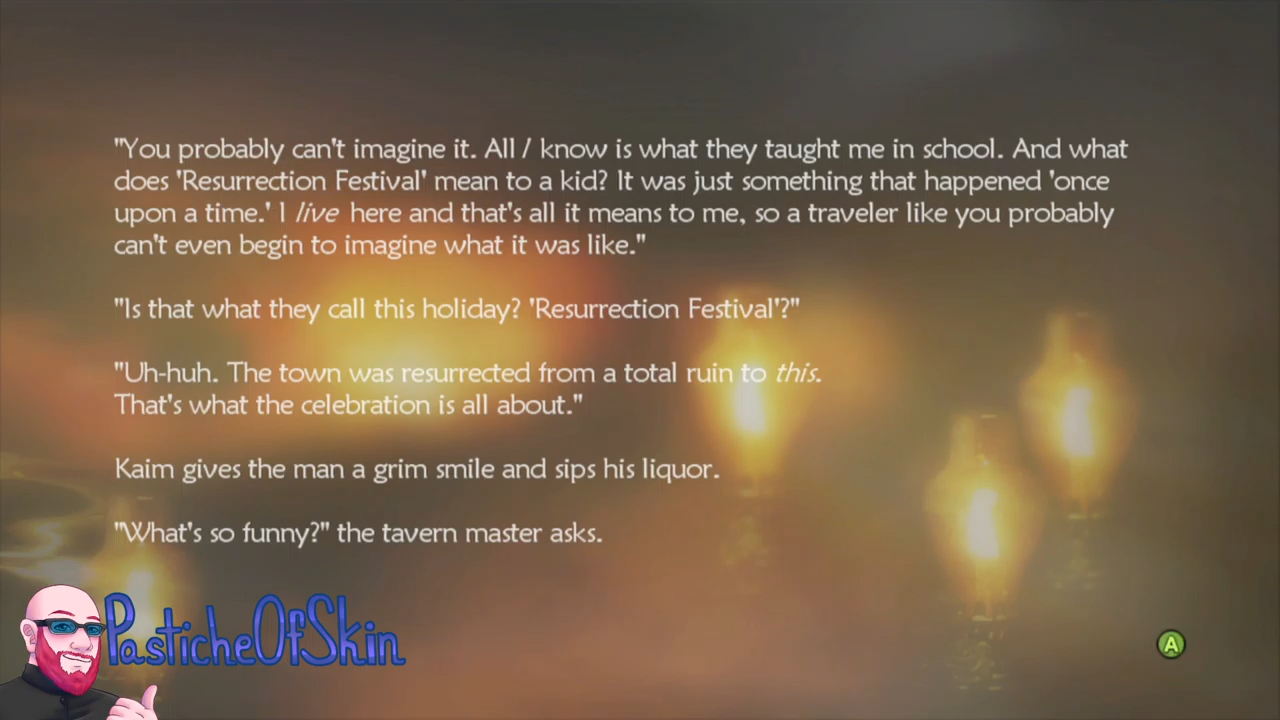 "You probably can't imagine it. All I know is what they taught me in school. And what
does 'Resurrection Festival' mean to a kid? It was just something that happened 'once
upon a time.' I live here and that's all it means to me, so a traveler like you probably
can't even begin to imagine what it was like."
"Is that what they call this holiday? 'Resurrection Festival'?"
"Uh-huh. The town was resurrected from a total ruin to this.
That's what the celebration is all about."
Kaim gives the man a grim smile and sips his liquor.
"What's so funny?" the tavern master asks.
PasticheOfSkin
A